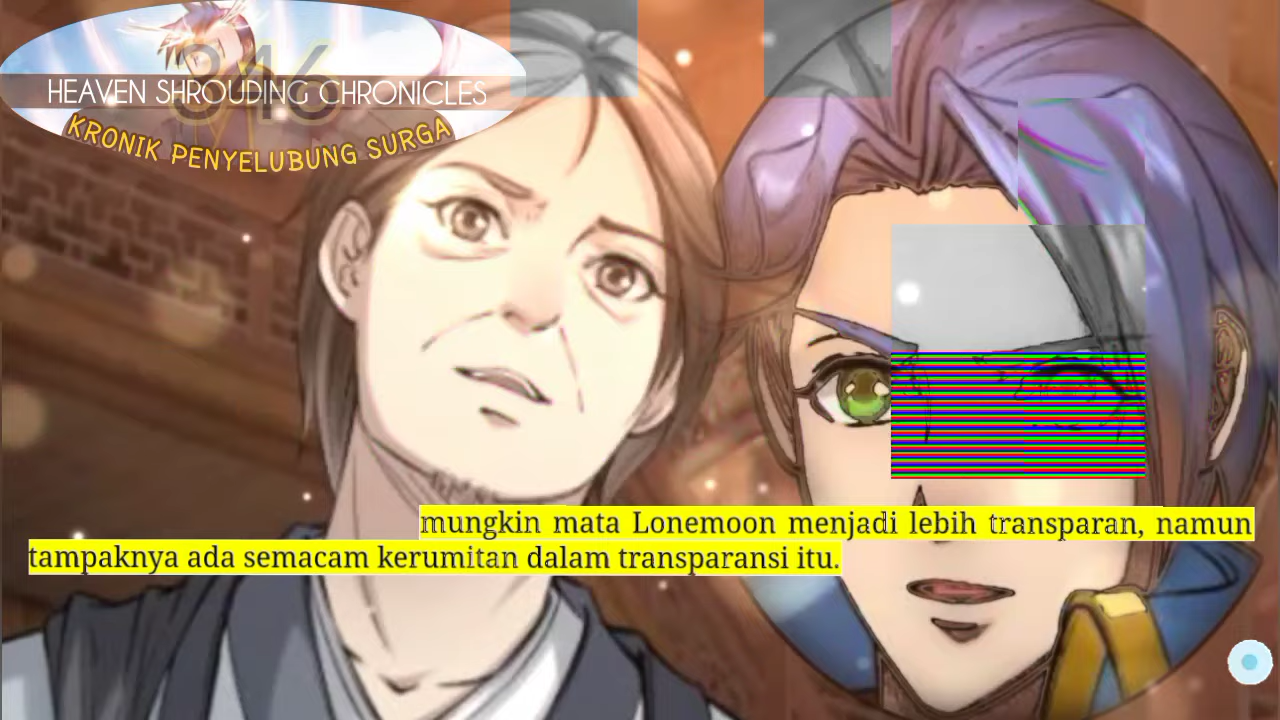 846
HEAVEN SHROUDING CHRONICLES
KRONIK PENYELUBUNG SURGA
mungkin mata Lonemoon menjadi lebih transparan, namun
tampaknya ada semacam kerumitan dalam transparansi itu.